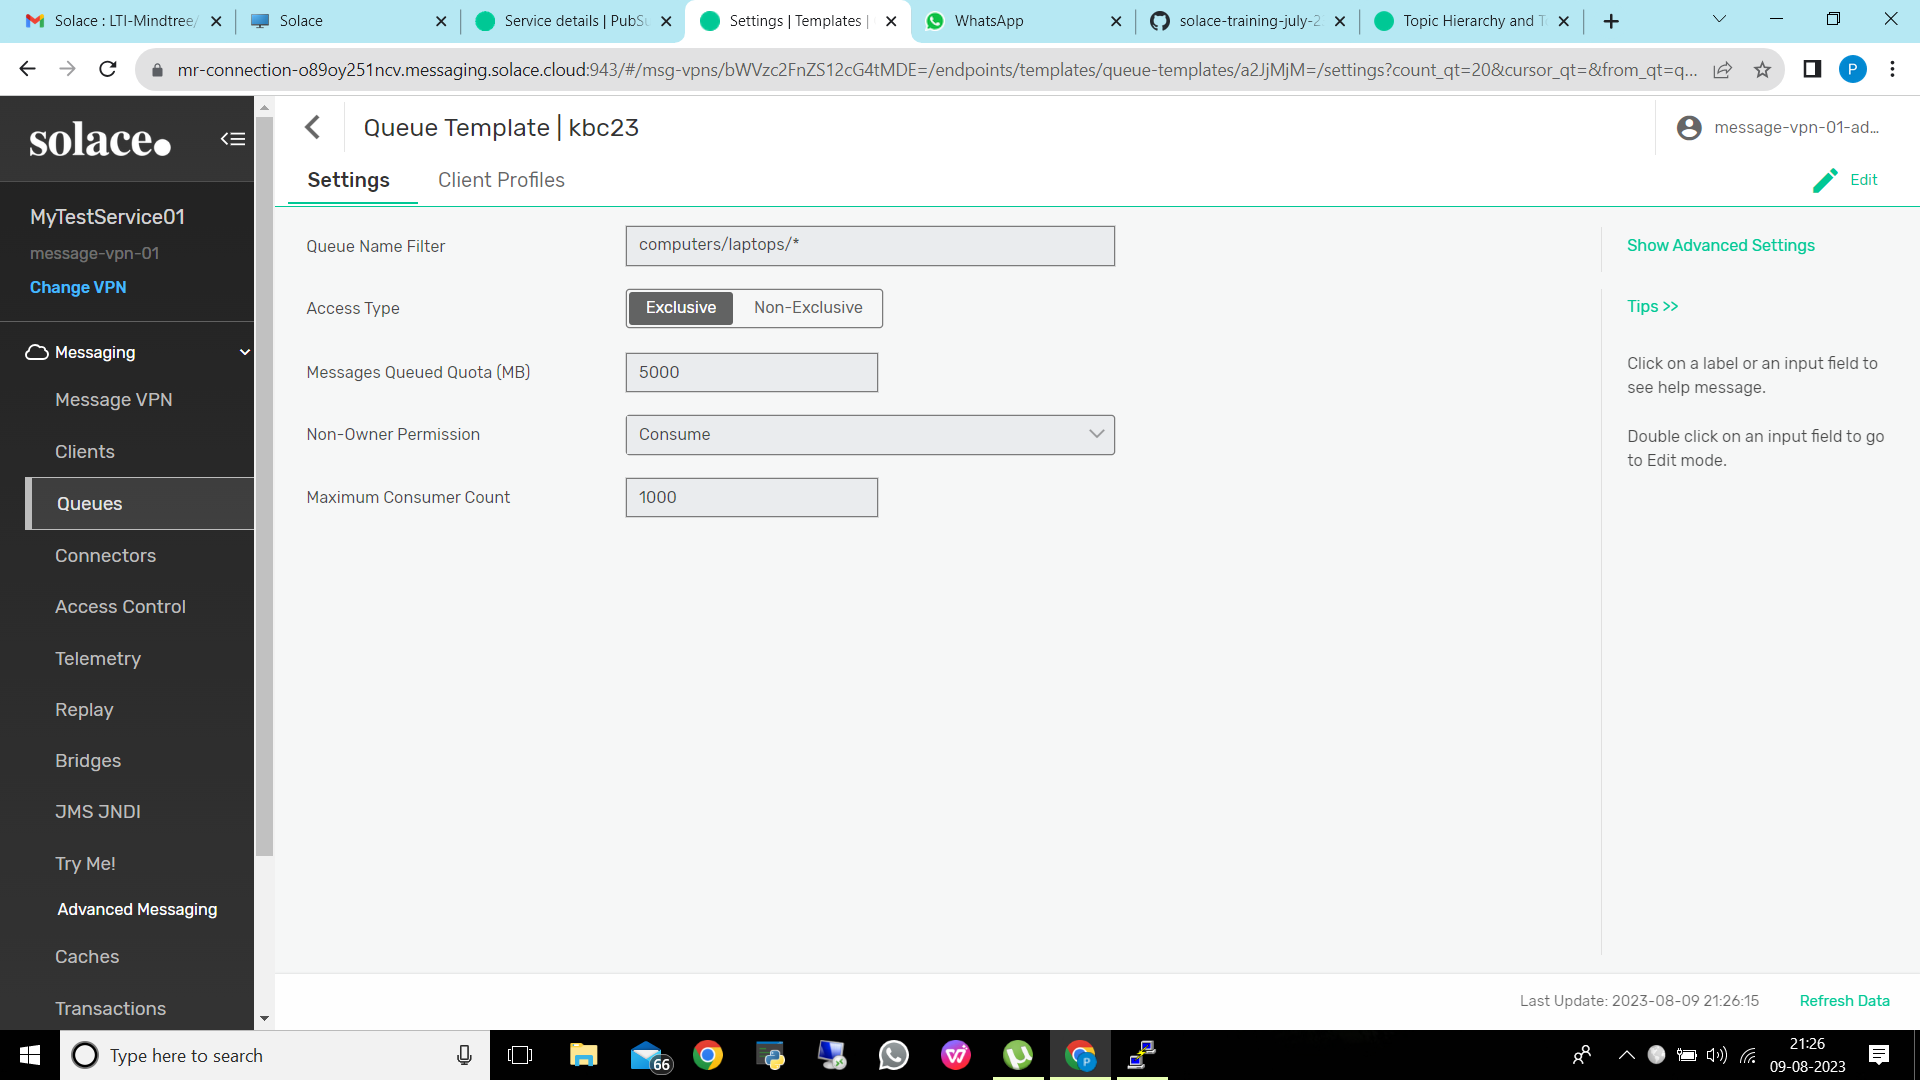 Solace : LTI-Mindtree/
Solace
Service details | PubSu
Settings | Templates |
WhatsApp
solace-training-july-2
Topic Hierarchy and T
mr-connection-o89oy251ncv.messaging.solace.cloud:943/#/msg-vpns/bWVzc2FnZS12cG4tMDE=/endpoints/templates/queue-templates/a2JjMjM=/settings?count_qt=20&cursor_qt=&from_qt=q...
P
solace
Queue Template | kbc23
message-vpn-01-ad...
Settings
Client Profiles
Edit
MyTestService01
message-vpn-01
Change VPN
Messaging
Message VPN
Clients
Queues
Connectors
Access Control
Telemetry
Replay
Bridges
JMS JNDI
Try Me!
Advanced Messaging
Caches
Transactions
Queue Name Filter
computers/laptops/*
Access Type
Exclusive
Non-Exclusive
Messages Queued Quota (MB)
5000
Non-Owner Permission
Consume
Maximum Consumer Count
1000
Show Advanced Settings
Tips >>
Click on a label or an input field to
see help message.
Double click on an input field to go
to Edit mode.
Last Update: 2023-08-09 21:26:15
Refresh Data
Type here to search
66
P
21:26
09-08-2023